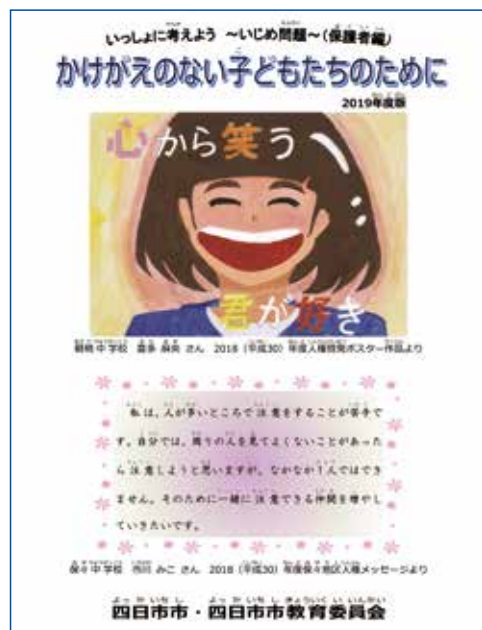 いっしょに考えよう ～いじめ問題～(保護者編)
かけがえのない子どもたちのために
2019年度版
心から笑う
君が好き
中学校 喜多 麻央 さん 2018(平成30)年度人権啓発ポスター作品より
私は、人が多いところで注意をすることが苦手で
す。自分では、周りの人を見てよくないことがあった
ら注意しようと思いますが、なかなか1人ではでき
ません。そのために一緒に注意できる仲間を増やし
ていきたいです。
保々中学校 市川 みこ さん 2018(平成30)年度保々地区人権メッセージより
四日市市・四日市市教育委員会